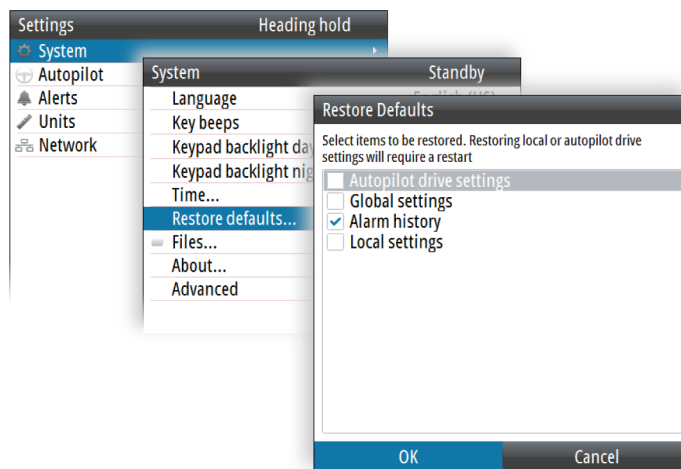 Settings Heading hold
System
Autopilot
Alerts
Units
Network
System Standby
Language English (US)
Key beeps
Keypad backlight day
Keypad backlight nig
Time...
Restore defaults...
Files...
About...
Advanced
Restore Defaults
Select items to be restored. Restoring local or autopilot drive
settings will require a restart
Autopilot drive settings
Global settings
Alarm history
Local settings
OK Cancel